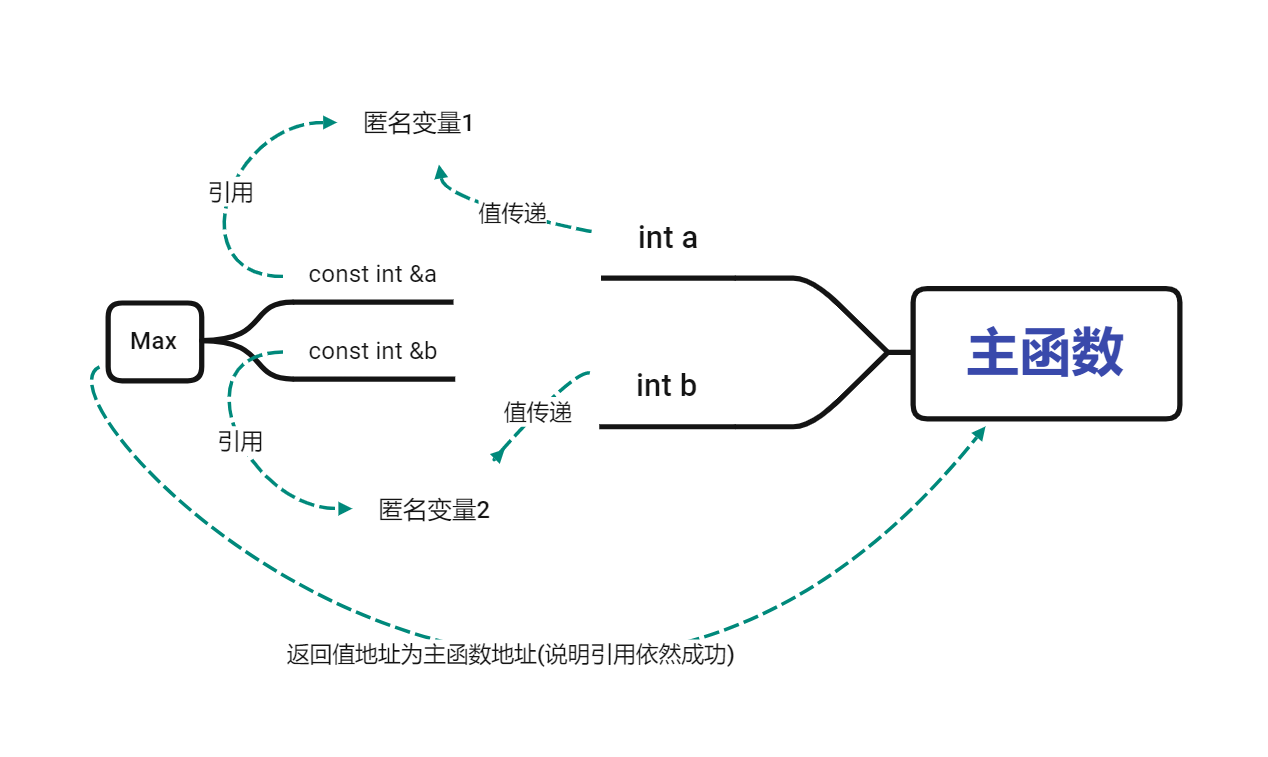 匿名变量1
引用
值传递
int a
const int &a
Max
const int &b
主函数
int b
值传递
引用
匿名变量2
返回值地址为主函数地址(说明引用依然成功)